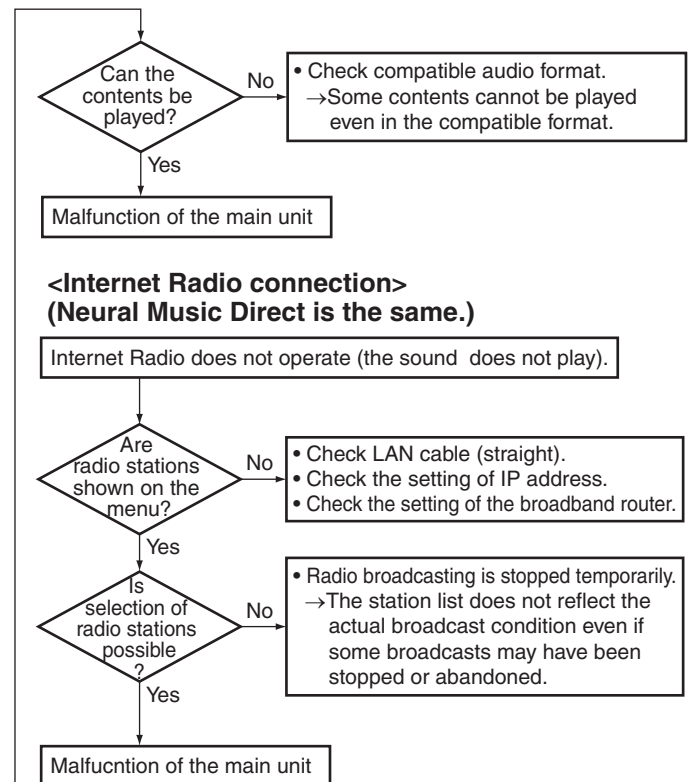 Can the
contents be
played?
No
• Check compatible audio format.
→Some contents cannot be played
even in the compatible format.
Yes
Malfunction of the main unit
<Internet Radio connection>
(Neural Music Direct is the same.)
Internet Radio does not operate (the sound does not play).
Are
radio stations
shown on the
menu?
No
• Check LAN cable (straight).
• Check the setting of IP address.
• Check the setting of the broadband router.
Yes
Is
selection of
radio stations
possible
?
No
• Radio broadcasting is stopped temporarily.
→The station list does not reflect the
actual broadcast condition even if
some broadcasts may have been
stopped or abandoned.
Yes
Malfucntion of the main unit